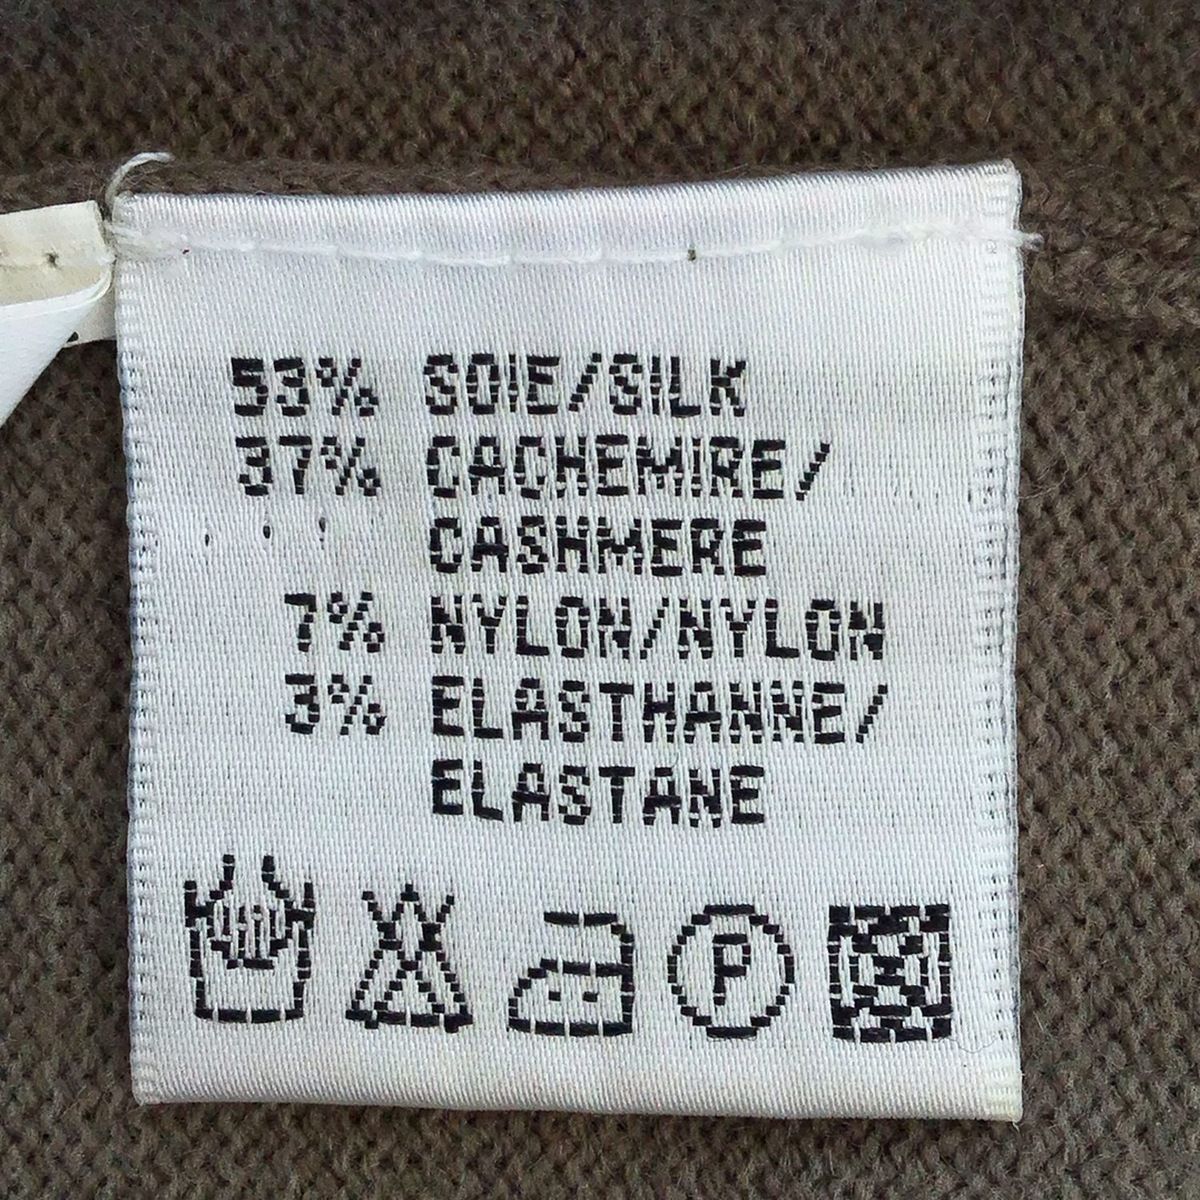 53% SOIE/SILK
37% CACHEMIRE/
CASHMERE
7% NYLON/NYLON
3% ELASTHANNE/
ELASTANE
P